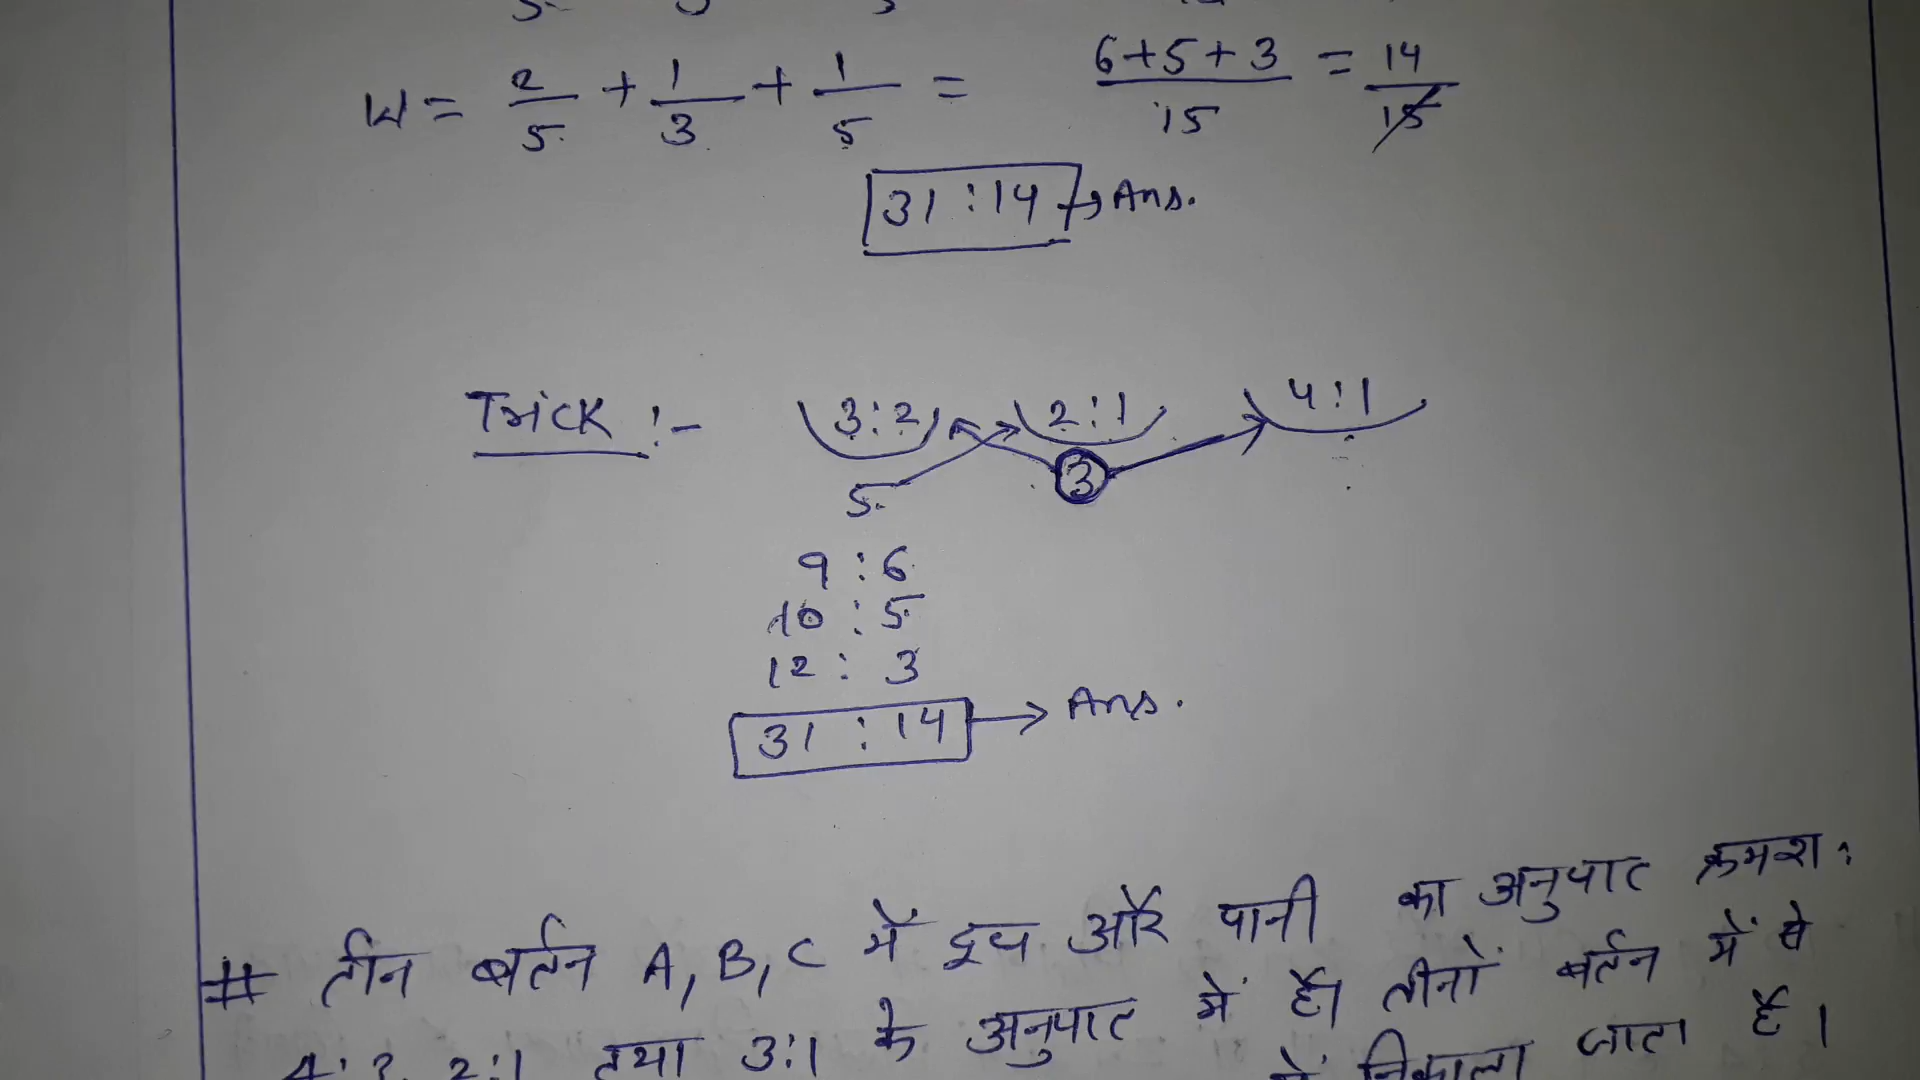 W = 2/5 + 1/3 + 1/5 = 6+5+3/15 = 14/15
31:14 → Ans.
Trick :- 3:2 2:1 4:1
5 3
9:6
10:5
12:3
31:14 → Ans.
# तीन बर्तन A, B, C में दूध और पानी का अनुपात क्रमशः
2:1 तथा 3:1 के अनुपात में है। तीनों बर्तन में से
में निकाला जाता है।